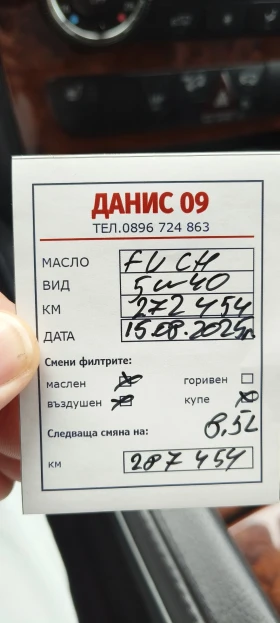 ДАНИС 09
ТЕЛ.0896 724 863
МАСЛО FUCH
ВИД 5w40
КМ 272 454
ДАТА 15.08.2025г
Смени филтрите:
маслен горивен
въздушен купе
8,5L
Следваща смяна на:
км 287 454